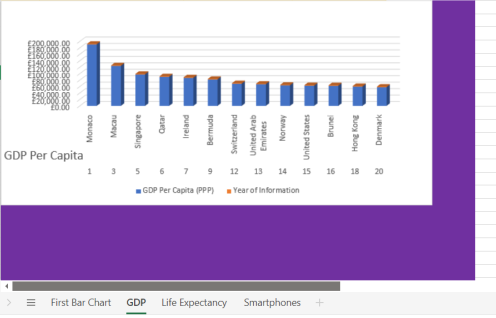 £200,000.00
£180,000.00
£160,000.00
£140,000.00
£120,000.00
£100,000.00
£80,000.00
£60,000.00
£40,000.00
£20,000.00
£0.00
Monaco
Macau
Singapore
Qatar
Ireland
Bermuda
Switzerland
United Arab
Emirates
Norway
United States
Brunei
Hong Kong
Denmark
GDP Per Capita
1 3 5 6 7 9 12 13 14 15 16 18 20
GDP Per Capita (PPP) Year of Information
First Bar Chart GDP Life Expectancy Smartphones